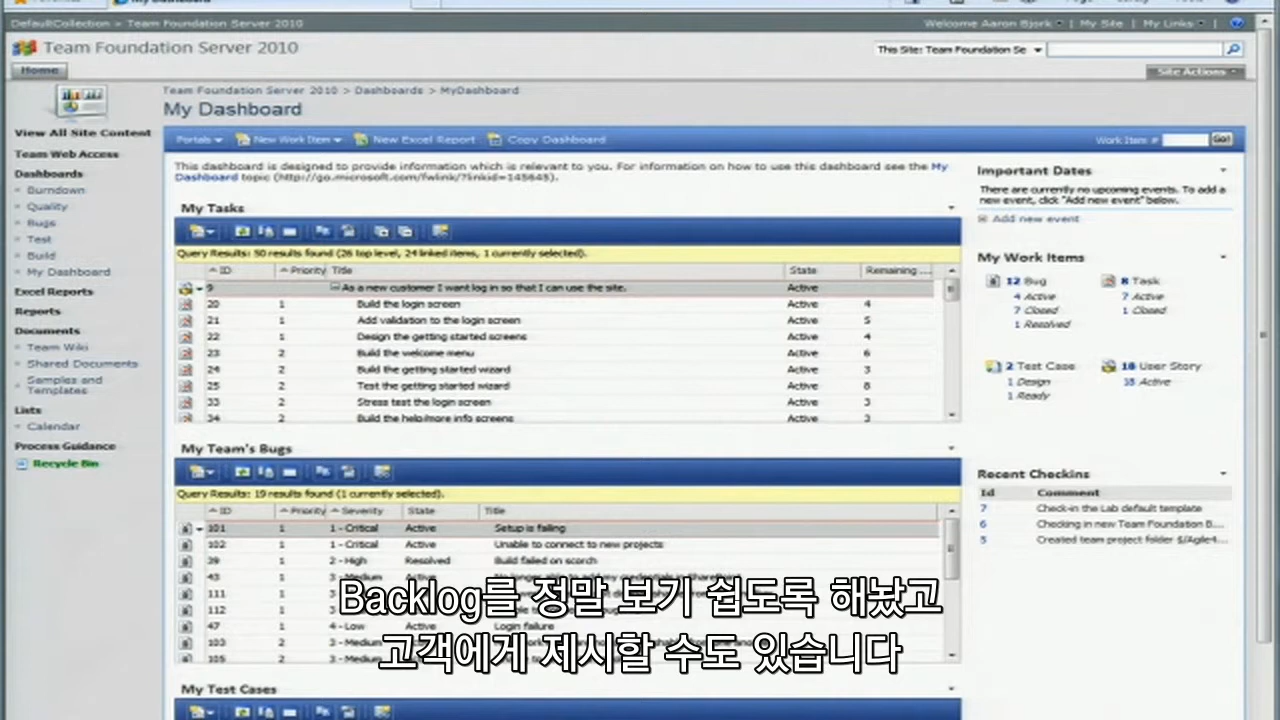 My Dashboard
DefaultCollection > Team Foundation Server 2010
Welcome Aaron Bjork | My Site | My Links
Team Foundation Server 2010
This Site: Team Foundation Se
Home
Site Actions
Team Foundation Server 2010 > Dashboards > MyDashboard
My Dashboard
View All Site Content
Team Web Access
Dashboards
Burndown
Quality
Bugs
Test
Build
My Dashboard
Excel Reports
Reports
Documents
Team Wiki
Shared Documents
Samples and
Templates
Lists
Calendar
Process Guidance
Recycle Bin
Portals New Work Item New Excel Report Copy Dashboard Work Item # Go!
This dashboard is designed to provide information which is relevant to you. For information on how to use this dashboard see the My
Dashboard topic (http://go.microsoft.com/fwlink/?linkid=145645).
My Tasks
Query Results: 50 results found (26 top level, 24 linked items, 1 currently selected).
ID Priority Title State Remaining ...
9 As a new customer I want log in so that I can use the site. Active
20 1 Build the login screen Active 4
21 1 Add validation to the login screen Active 5
22 1 Design the getting started screens Active 4
23 2 Build the welcome menu Active 6
24 2 Build the getting started wizard Active 3
25 2 Test the getting started wizard Active 8
33 2 Stress test the login screen Active 3
34 2 Build the help/more info screens Active 3
My Team's Bugs
Query Results: 19 results found (1 currently selected).
ID Priority Severity State Title
101 1 1 - Critical Active Setup is failing
102 1 1 - Critical Active Unable to connect to new projects
39 1 2 - High Resolved Build failed on scorch
43 1 3 - Medium
111 1 3
112 1 3
47 1 4 - Low Active Login failure
103 2 3 - Medium
105 2 3 - Medium
My Test Cases
Important Dates
There are currently no upcoming events. To add a
new event, click "Add new event" below.
Add new event
My Work Items
12 Bug
4 Active
7 Closed
1 Resolved
8 Task
7 Active
1 Closed
2 Test Case
1 Design
1 Ready
18 User Story
18 Active
Recent Checkins
Id Comment
7 Check-in the Lab default template
6 Checking in new Team Foundation B...
5 Created team project folder $/Agile4...
Backlog를 정말 보기 쉽도록 해놨고
고객에게 제시할 수도 있습니다